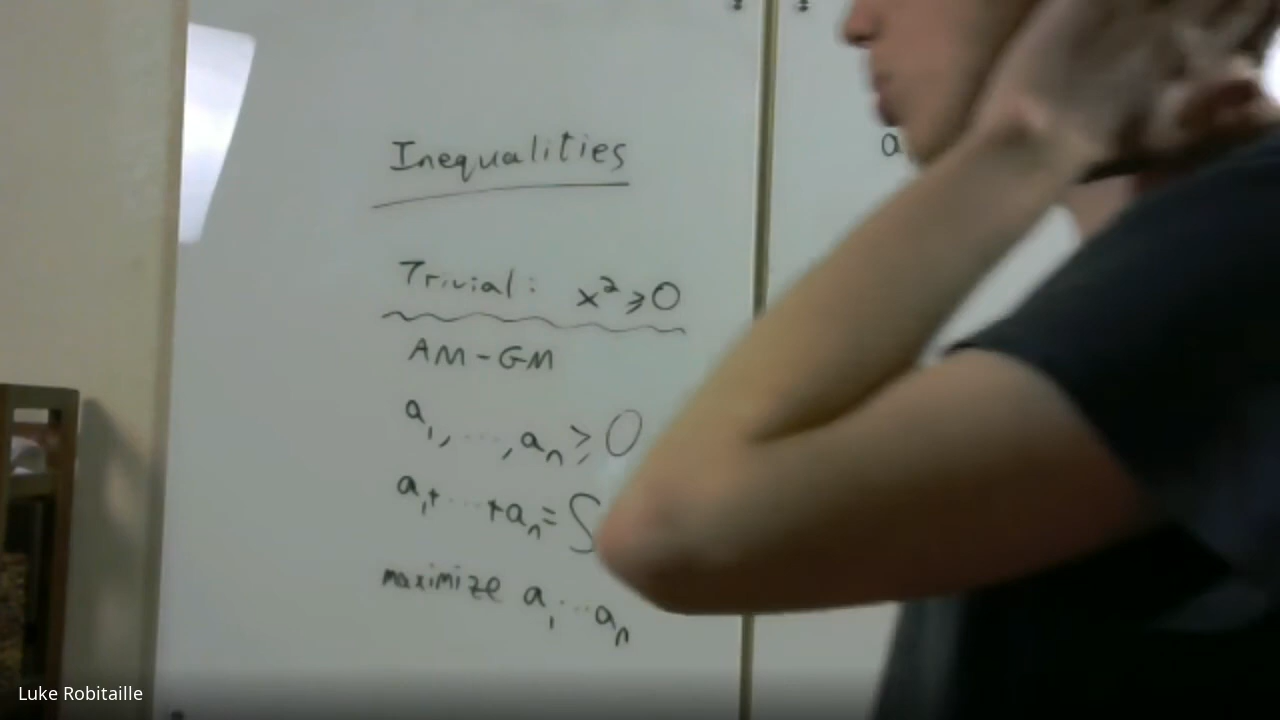 Inequalities
Trivial: x² ≥ 0
AM-GM
a₁, ..., aₙ ≥ 0
a₁+ ... +aₙ = S
maximize a₁...aₙ
a
Luke Robitaille